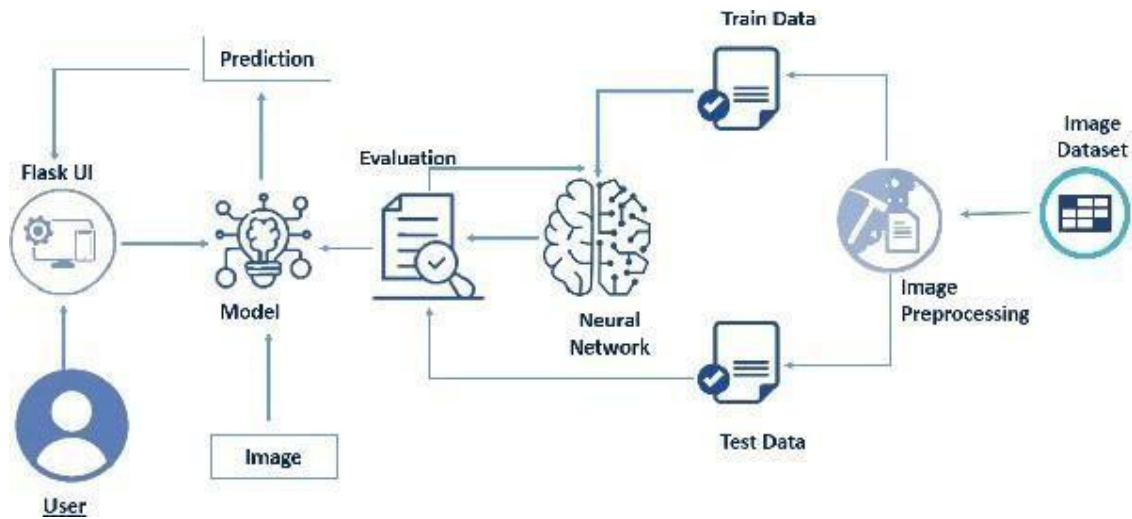 Train Data
Prediction
Image
Dataset
Evaluation
Flask UI
Image
Preprocessing
Model
Neural
Network
Test Data
Image
User